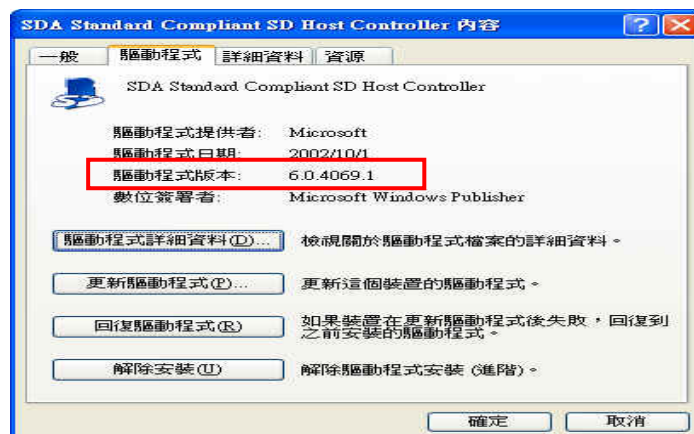 SDA Standard Compliant SD Host Controller 內容
一般 驅動程式 詳細資料 資源
SDA Standard Compliant SD Host Controller
驅動程式提供者: Microsoft
驅動程式日期: 2002/10/1
驅動程式版本: 6.0.4069.1
數位簽署者: Microsoft Windows Publisher
驅動程式詳細資料(D)... 檢視關於驅動程式檔案的詳細資料。
更新驅動程式(P)... 更新這個裝置的驅動程式。
回復驅動程式(R) 如果裝置在更新驅動程式後失敗，回復到
之前安裝的驅動程式。
解除安裝(U) 解除驅動程式安裝 (進階)。
確定 取消